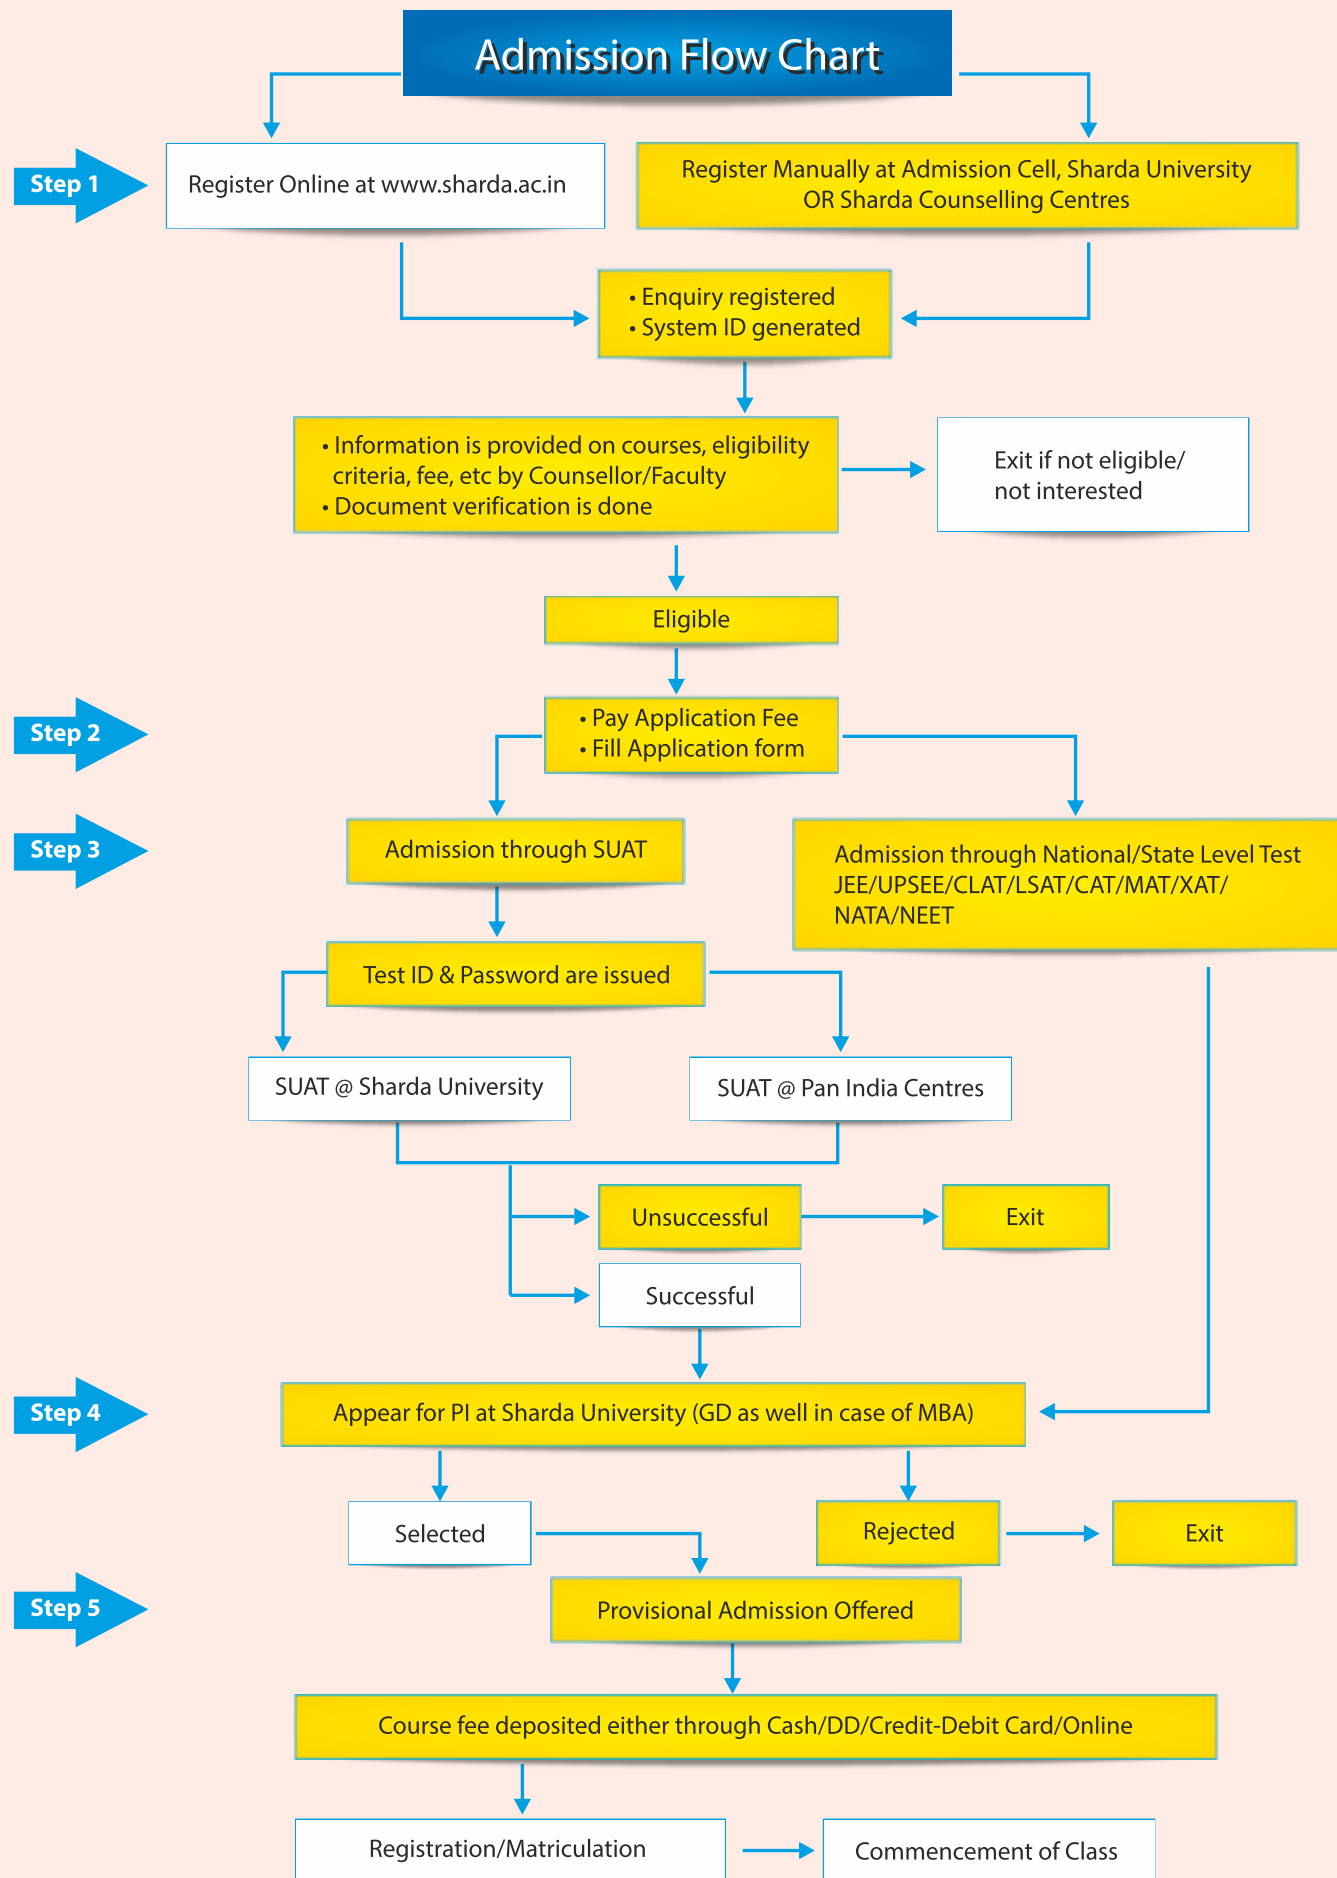 Admission Flow Chart
Step 1
Register Online at www.sharda.ac.in
Register Manually at Admission Cell, Sharda University
OR Sharda Counselling Centres
• Enquiry registered
• System ID generated
• Information is provided on courses, eligibility
criteria, fee, etc by Counsellor/Faculty
• Document verification is done
Exit if not eligible/
not interested
Eligible
Step 2
• Pay Application Fee
• Fill Application form
Step 3
Admission through SUAT
Admission through National/State Level Test
JEE/UPSEE/CLAT/LSAT/CAT/MAT/XAT/
NATA/NEET
Test ID & Password are issued
SUAT @ Sharda University
SUAT @ Pan India Centres
Unsuccessful
Exit
Successful
Step 4
Appear for PI at Sharda University (GD as well in case of MBA)
Selected
Rejected
Exit
Step 5
Provisional Admission Offered
Course fee deposited either through Cash/DD/Credit-Debit Card/Online
Registration/Matriculation
Commencement of Class